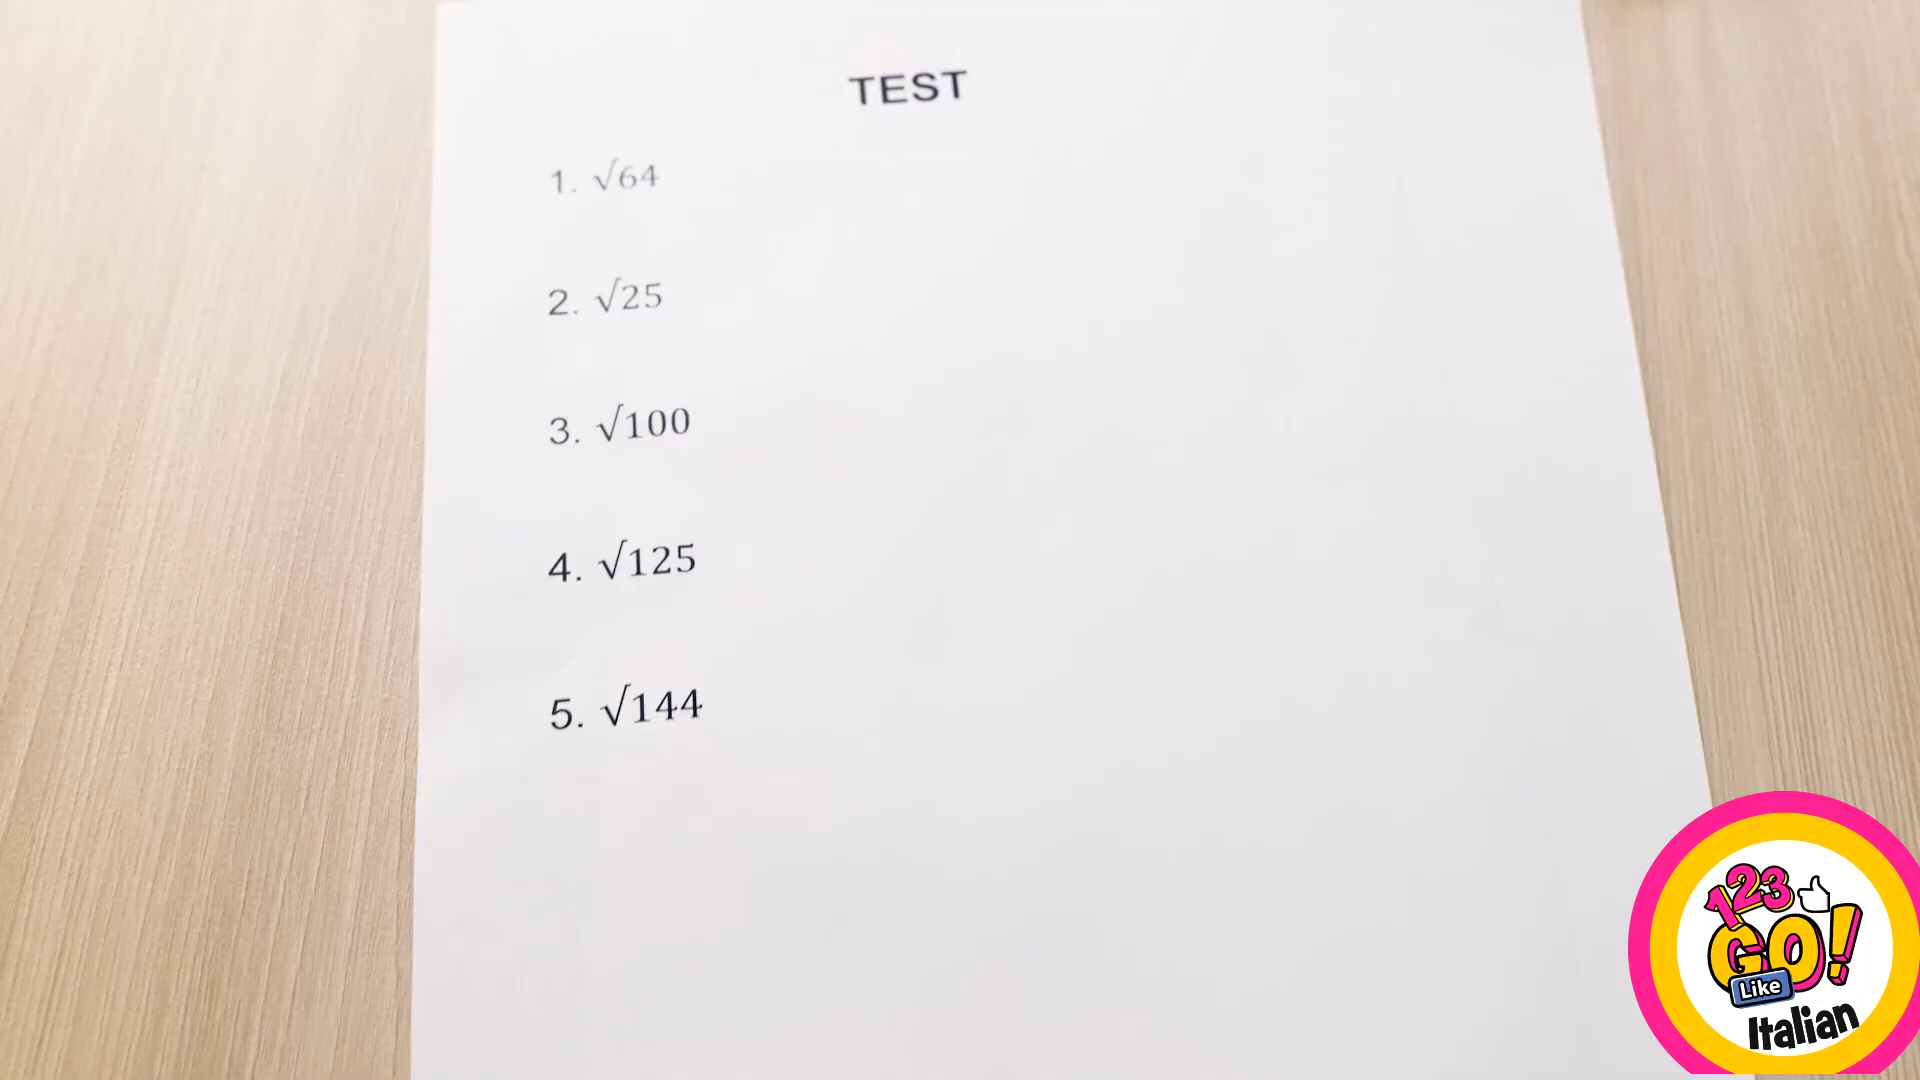 TEST
1. √64
2. √25
3. √100
4. √125
5. √144
123
GO!
Like
Italian